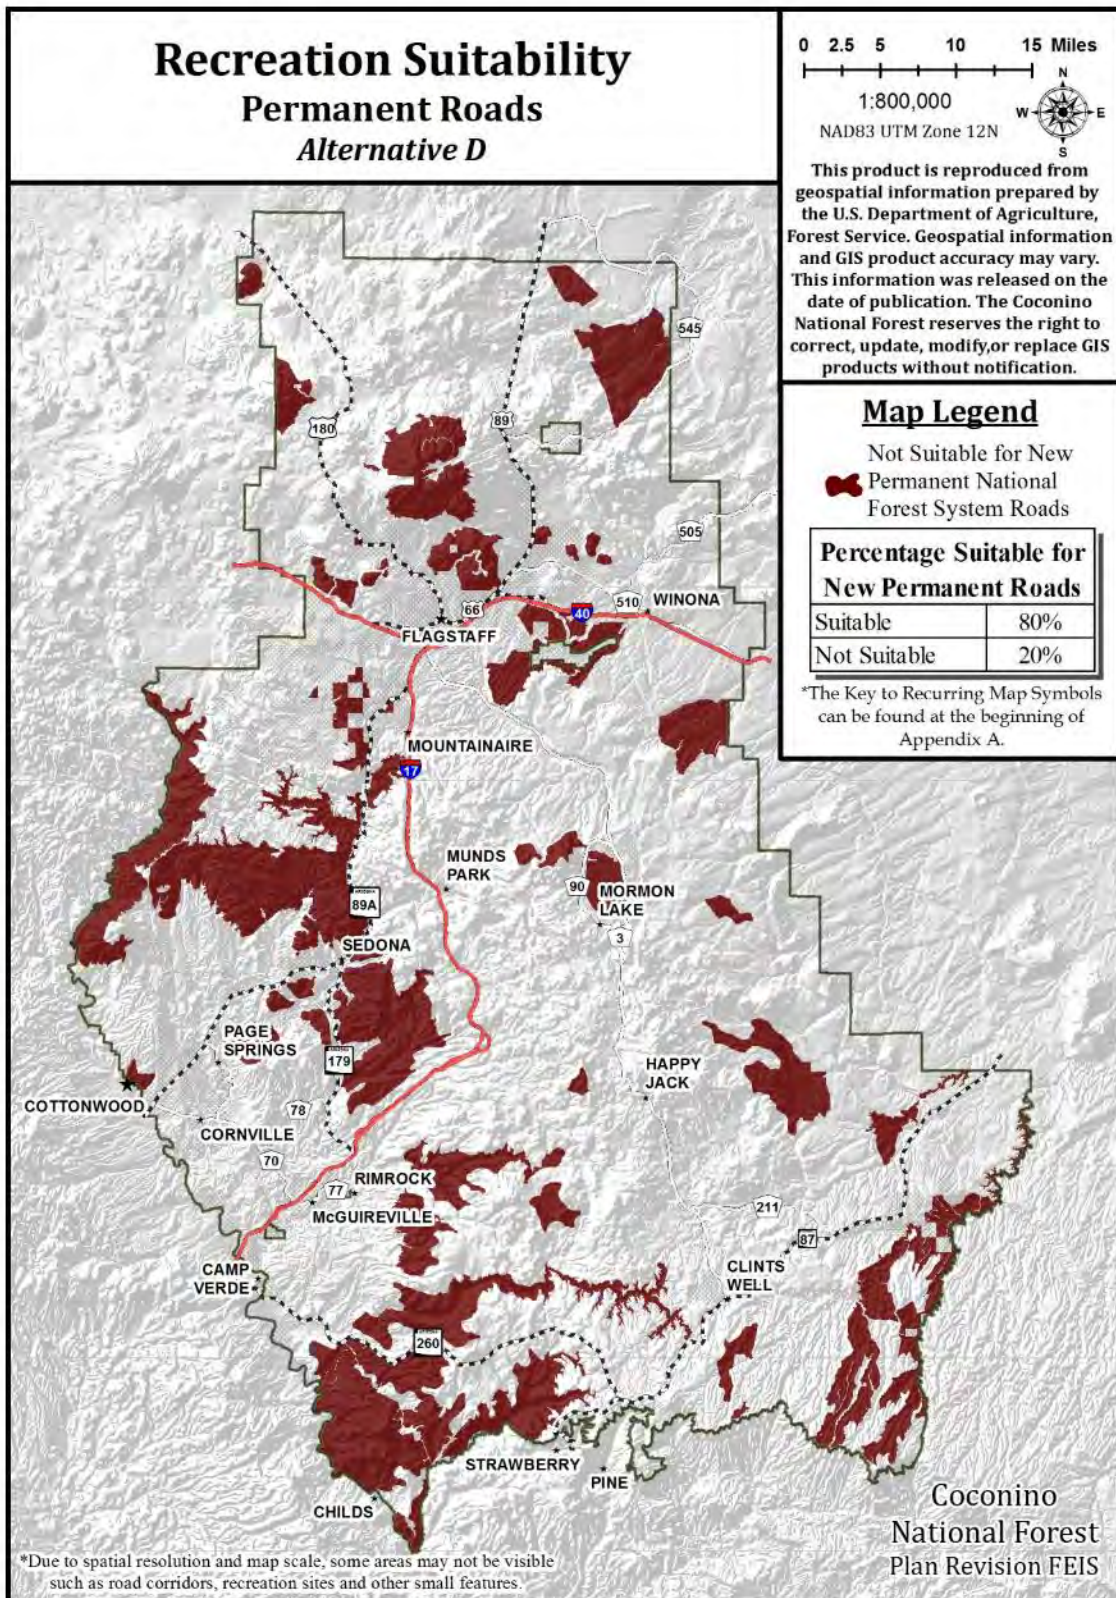 Recreation Suitability
Permanent Roads
Alternative D
0 2.5 5 10 15 Miles
1:800,000
NAD83 UTM Zone 12N
N
W E
S
This product is reproduced from
geospatial information prepared by
the U.S. Department of Agriculture,
Forest Service. Geospatial information
and GIS product accuracy may vary.
This information was released on the
date of publication. The Coconino
National Forest reserves the right to
correct, update, modify,or replace GIS
products without notification.
Map Legend
Not Suitable for New
Permanent National
Forest System Roads
Percentage Suitable for
New Permanent Roads
Suitable 80%
Not Suitable 20%
*The Key to Recurring Map Symbols
can be found at the beginning of
Appendix A.
545
180
89
505
510
WINONA
66
40
FLAGSTAFF
MOUNTAINAIRE
17
MUNDS
PARK
90
MORMON
LAKE
89A
3
SEDONA
PAGE
SPRINGS
179
HAPPY
JACK
COTTONWOOD
78
CORNVILLE
70
RIMROCK
77
McGUIREVILLE
211
87
CAMP
VERDE
CLINTS
WELL
260
STRAWBERRY
PINE
CHILDS
Coconino
National Forest
Plan Revision FEIS
*Due to spatial resolution and map scale, some areas may not be visible
such as road corridors, recreation sites and other small features.